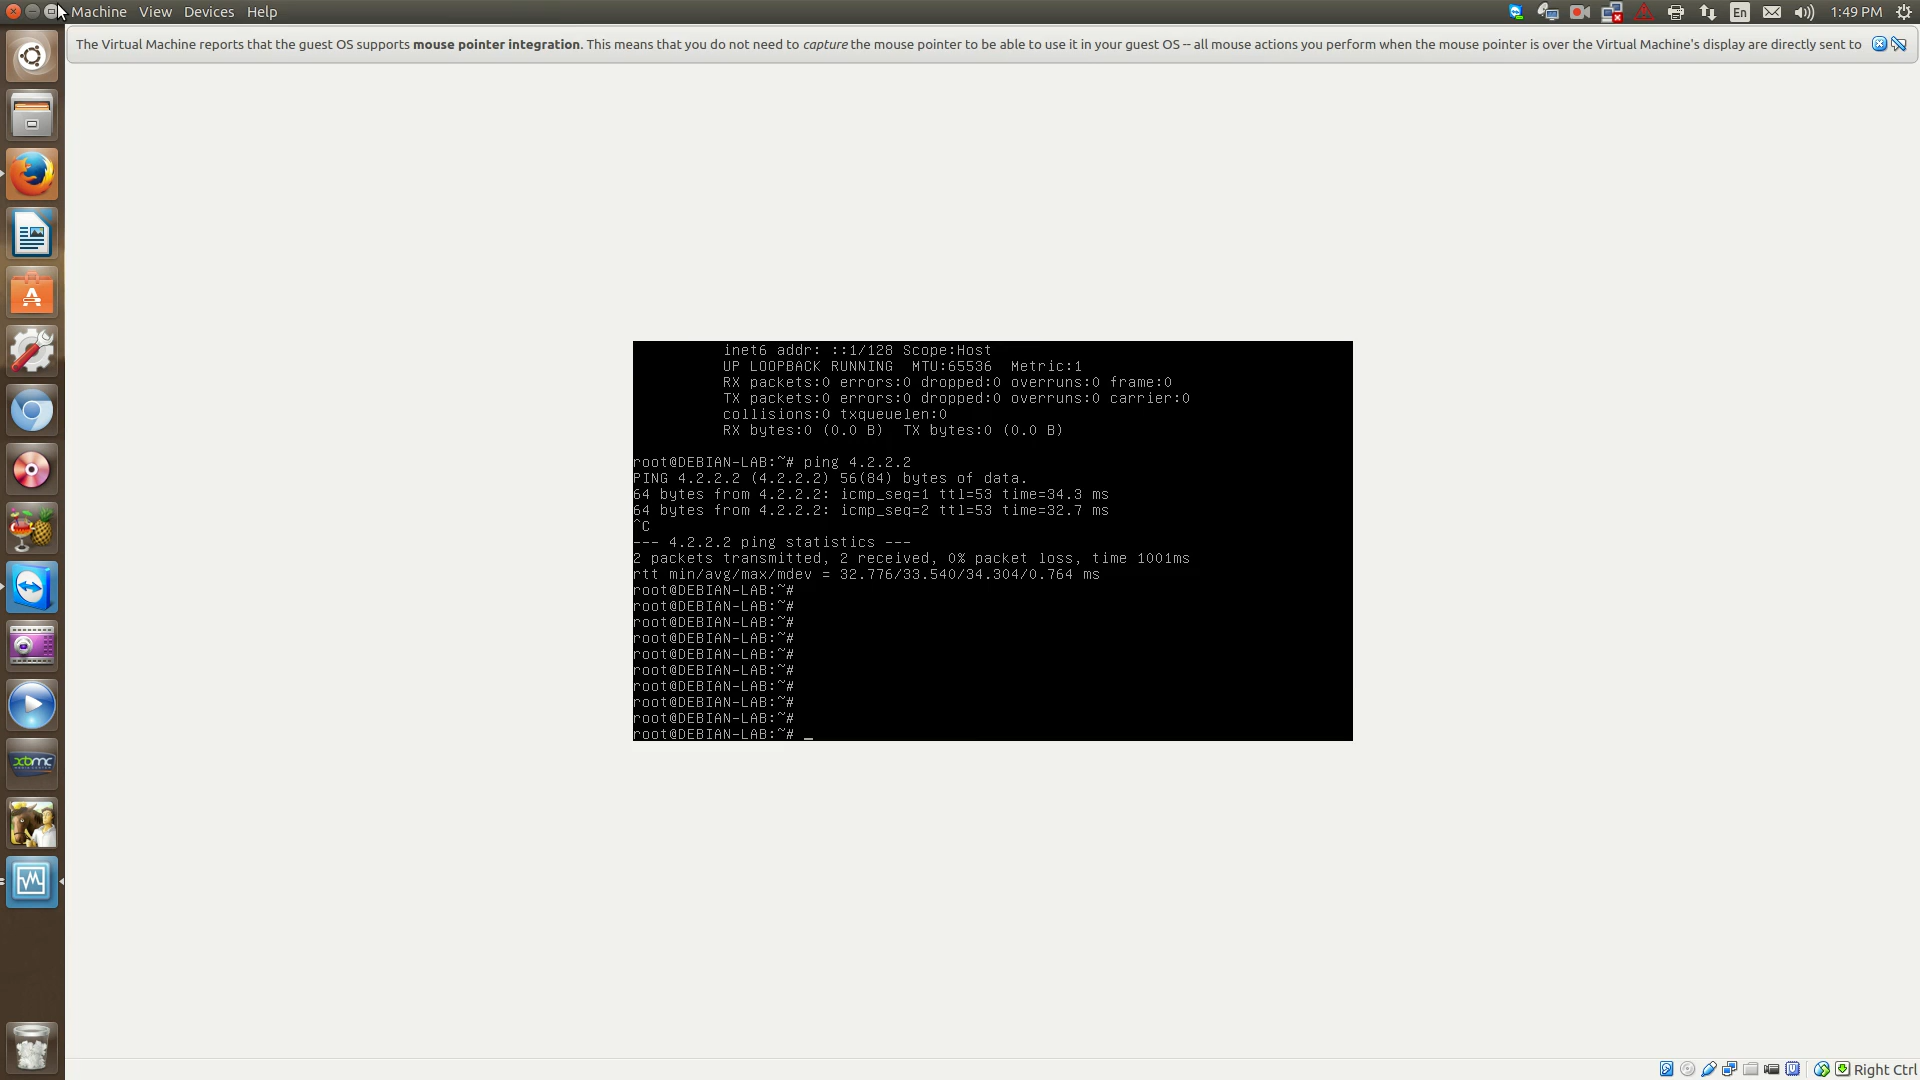 Machine View Devices Help
En 1:49 PM
The Virtual Machine reports that the guest OS supports mouse pointer integration. This means that you do not need to capture the mouse pointer to be able to use it in your guest OS -- all mouse actions you perform when the mouse pointer is over the Virtual Machine's display are directly sent to
inet6 addr: ::1/128 Scope:Host
UP LOOPBACK RUNNING  MTU:65536  Metric:1
RX packets:0 errors:0 dropped:0 overruns:0 frame:0
TX packets:0 errors:0 dropped:0 overruns:0 carrier:0
collisions:0 txqueuelen:0
RX bytes:0 (0.0 B)  TX bytes:0 (0.0 B)
root@DEBIAN-LAB:~# ping 4.2.2.2
PING 4.2.2.2 (4.2.2.2) 56(84) bytes of data.
64 bytes from 4.2.2.2: icmp_seq=1 ttl=53 time=34.3 ms
64 bytes from 4.2.2.2: icmp_seq=2 ttl=53 time=32.7 ms
^C
--- 4.2.2.2 ping statistics ---
2 packets transmitted, 2 received, 0% packet loss, time 1001ms
rtt min/avg/max/mdev = 32.776/33.540/34.304/0.764 ms
root@DEBIAN-LAB:~#
root@DEBIAN-LAB:~#
root@DEBIAN-LAB:~#
root@DEBIAN-LAB:~#
root@DEBIAN-LAB:~#
root@DEBIAN-LAB:~#
root@DEBIAN-LAB:~#
root@DEBIAN-LAB:~#
root@DEBIAN-LAB:~#
root@DEBIAN-LAB:~# _
xbmc
Right Ctrl